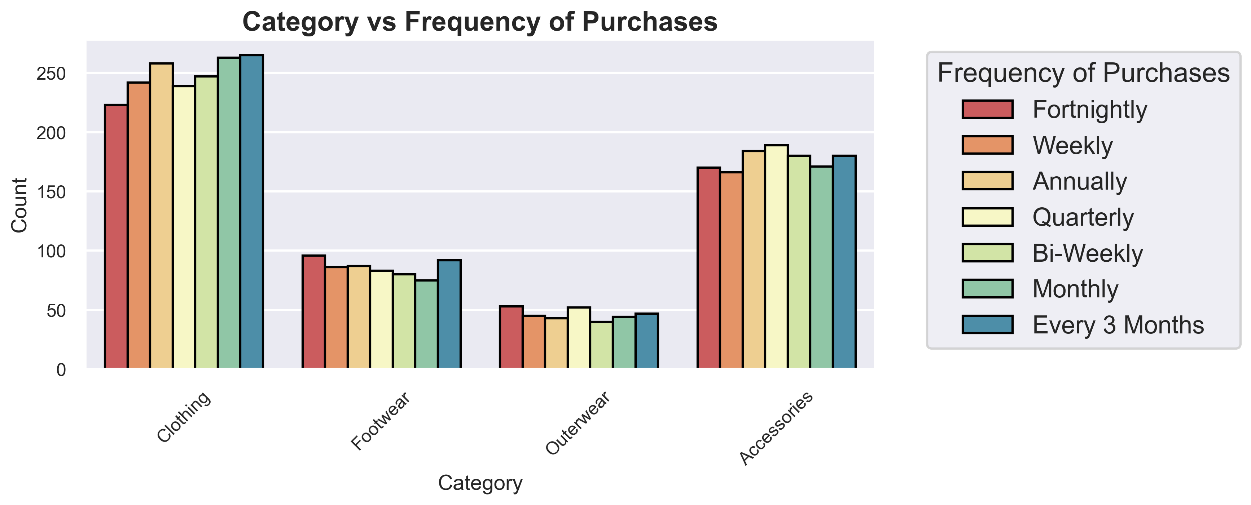 Category vs Frequency of Purchases
Count
250
200
150
100
50
0
Clothing
Footwear
Outerwear
Accessories
Category
Frequency of Purchases
Fortnightly
Weekly
Annually
Quarterly
Bi-Weekly
Monthly
Every 3 Months